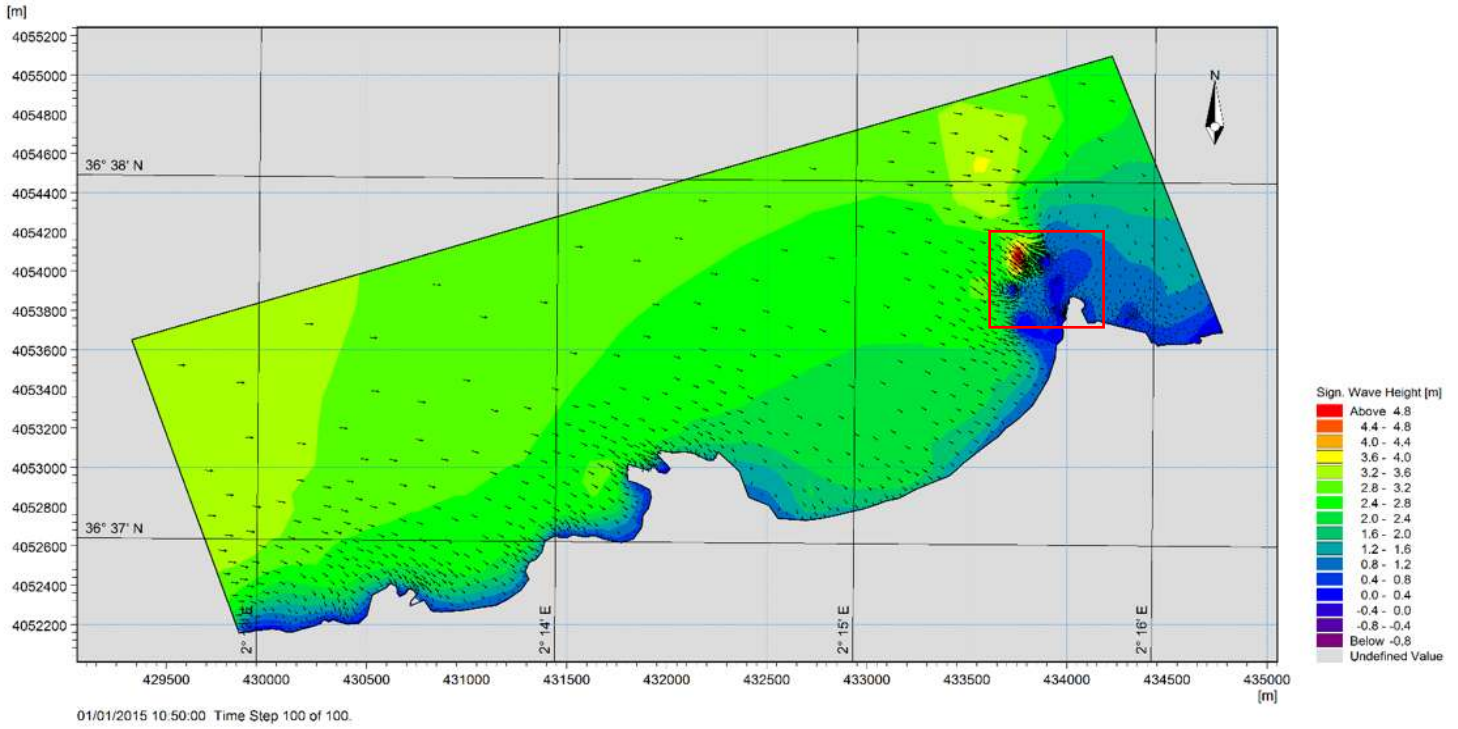 [m]
4055200
4055000
4054800
4054600
4054400
4054200
4054000
4053800
4053600
4053400
4053200
4053000
4052800
4052600
4052400
4052200
36° 38' N
36° 37' N
N
2° 14' E
2° 15' E
2° 16' E
429500 430000 430500 431000 431500 432000 432500 433000 433500 434000 434500 435000
[m]
01/01/2015 10:50:00 Time Step 100 of 100.
Sign. Wave Height [m]
Above 4.8
4.4 - 4.8
4.0 - 4.4
3.6 - 4.0
3.2 - 3.6
2.8 - 3.2
2.4 - 2.8
2.0 - 2.4
1.6 - 2.0
1.2 - 1.6
0.8 - 1.2
0.4 - 0.8
0.0 - 0.4
-0.4 - 0.0
-0.8 - -0.4
Below -0.8
Undefined Value